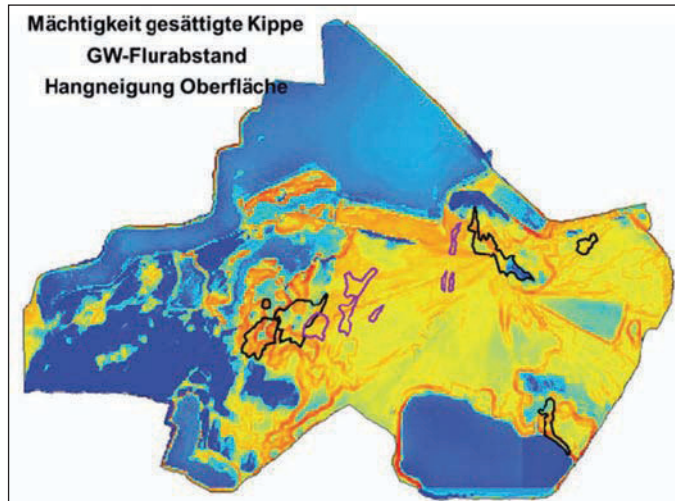 Mächtigkeit gesättigte Kippe
GW-Flurabstand
Hangneigung Oberfläche